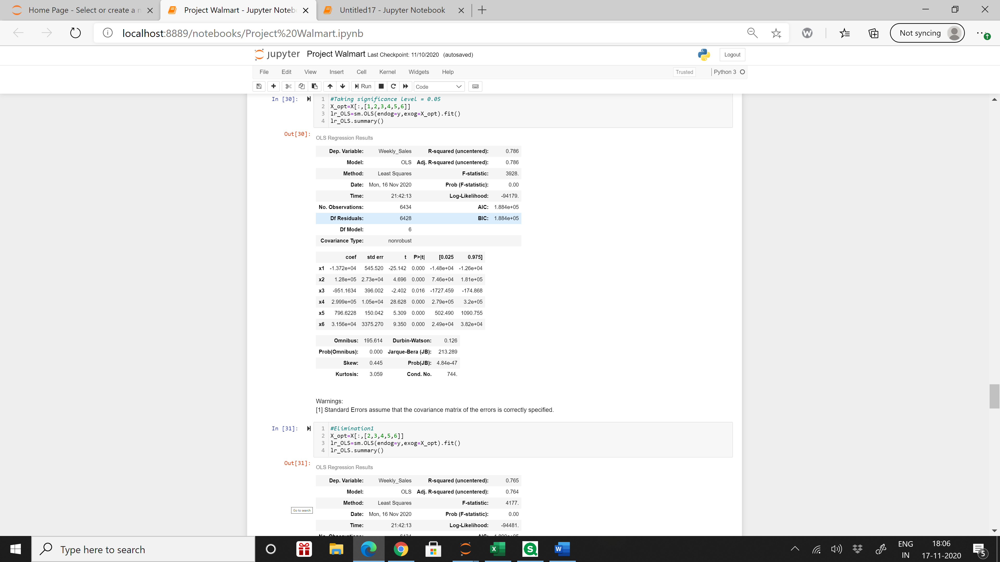 Home Page - Select or create a n
Project Walmart - Jupyter Noteb
Untitled17 - Jupyter Notebook
localhost:8889/notebooks/Project%20Walmart.ipynb
Not syncing
jupyter Project Walmart Last Checkpoint: 11/10/2020 (autosaved)
Logout
File Edit View Insert Cell Kernel Widgets Help
Trusted
Python 3
Run
Code
In [30]:
1 #Taking significance level = 0.05
2 X_opt=X[:,[1,2,3,4,5,6]]
3 lr_OLS=sm.OLS(endog=y,exog=X_opt).fit()
4 lr_OLS.summary()
Out[30]:
OLS Regression Results
Dep. Variable: Weekly_Sales R-squared (uncentered): 0.786
Model: OLS Adj. R-squared (uncentered): 0.786
Method: Least Squares F-statistic: 3928.
Date: Mon, 16 Nov 2020 Prob (F-statistic): 0.00
Time: 21:42:13 Log-Likelihood: -94179.
No. Observations: 6434 AIC: 1.884e+05
Df Residuals: 6428 BIC: 1.884e+05
Df Model: 6
Covariance Type: nonrobust
coef std err t P>|t| [0.025 0.975]
x1 -1.372e+04 545.520 -25.142 0.000 -1.48e+04 -1.26e+04
x2 1.28e+05 2.73e+04 4.696 0.000 7.46e+04 1.81e+05
x3 -951.1634 396.002 -2.402 0.016 -1727.459 -174.868
x4 2.999e+05 1.05e+04 28.628 0.000 2.79e+05 3.2e+05
x5 796.6228 150.042 5.309 0.000 502.490 1090.755
x6 3.156e+04 3375.270 9.350 0.000 2.49e+04 3.82e+04
Omnibus: 195.614 Durbin-Watson: 0.126
Prob(Omnibus): 0.000 Jarque-Bera (JB): 213.289
Skew: 0.445 Prob(JB): 4.84e-47
Kurtosis: 3.059 Cond. No. 744.
Warnings:
[1] Standard Errors assume that the covariance matrix of the errors is correctly specified.
In [31]:
1 #Elimination1
2 X_opt=X[:,[2,3,4,5,6]]
3 lr_OLS=sm.OLS(endog=y,exog=X_opt).fit()
4 lr_OLS.summary()
Out[31]:
OLS Regression Results
Dep. Variable: Weekly_Sales R-squared (uncentered): 0.765
Model: OLS Adj. R-squared (uncentered): 0.764
Method: Least Squares F-statistic: 4177.
Go to search
Date: Mon, 16 Nov 2020 Prob (F-statistic): 0.00
Time: 21:42:13 Log-Likelihood: -94481.
Type here to search
ENG
IN
18:06
17-11-2020
5